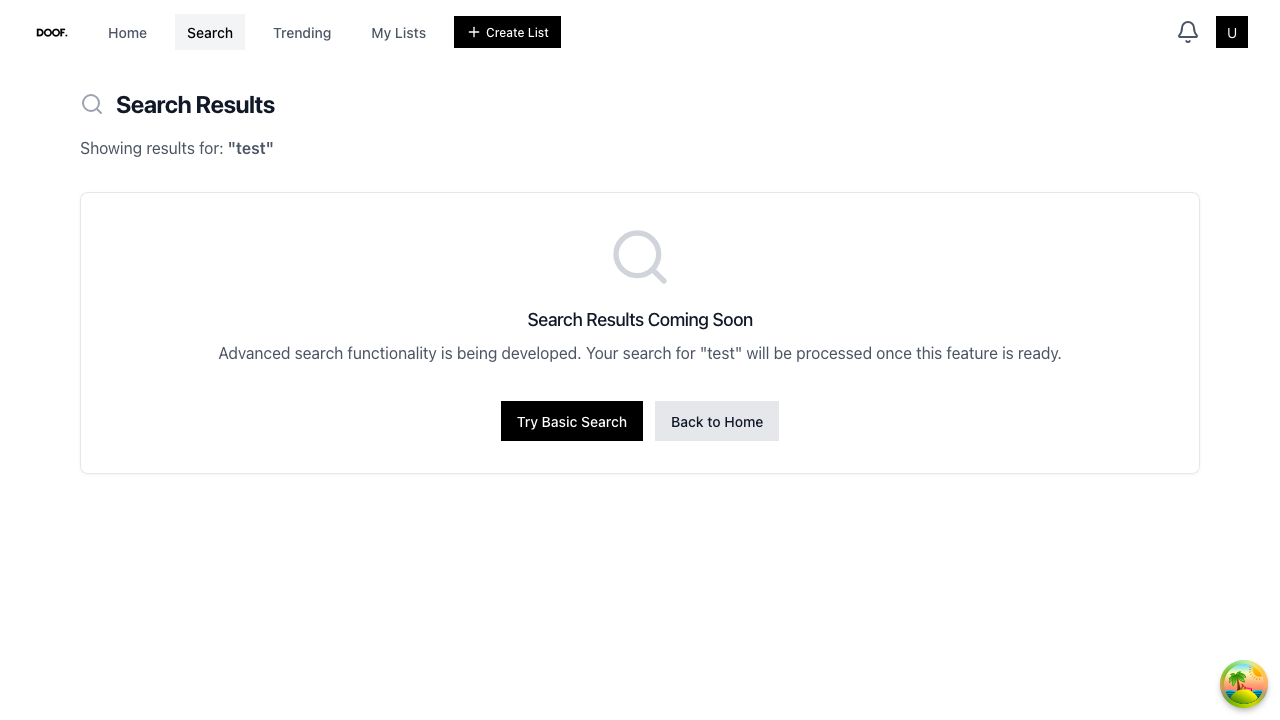 DOOF.
Home
Search
Trending
My Lists
Create List
U
Search Results
Showing results for: "test"
Search Results Coming Soon
Advanced search functionality is being developed. Your search for "test" will be processed once this feature is ready.
Try Basic Search
Back to Home